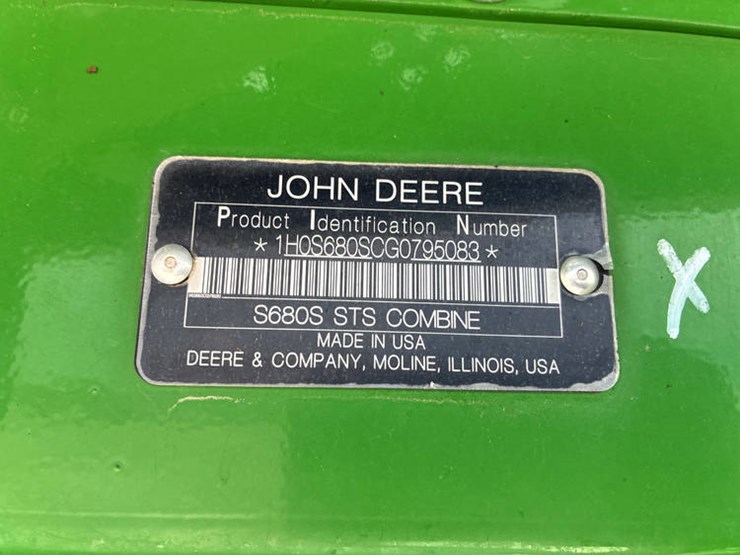 JOHN DEERE
Product Identification Number
*1H0S680SCG0795083*
S680S STS COMBINE
MADE IN USA
DEERE & COMPANY, MOLINE, ILLINOIS, USA
X